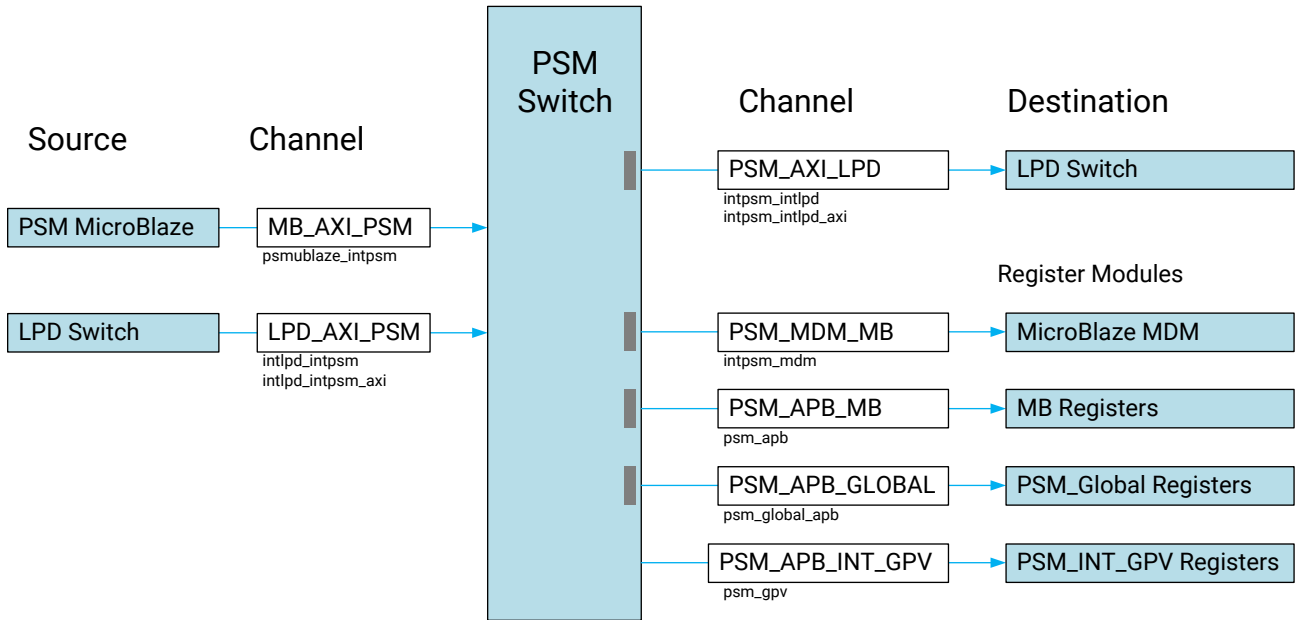 PSM
Switch
Source
Channel
Channel
Destination
PSM MicroBlaze
MB_AXI_PSM
psmublaze_intpsm
LPD Switch
LPD_AXI_PSM
intlpd_intpsm
intlpd_intpsm_axi
PSM_AXI_LPD
intpsm_intlpd
intpsm_intlpd_axi
LPD Switch
Register Modules
PSM_MDM_MB
intpsm_mdm
MicroBlaze MDM
PSM_APB_MB
psm_apb
MB Registers
PSM_APB_GLOBAL
psm_global_apb
PSM_Global Registers
PSM_APB_INT_GPV
psm_gpv
PSM_INT_GPV Registers